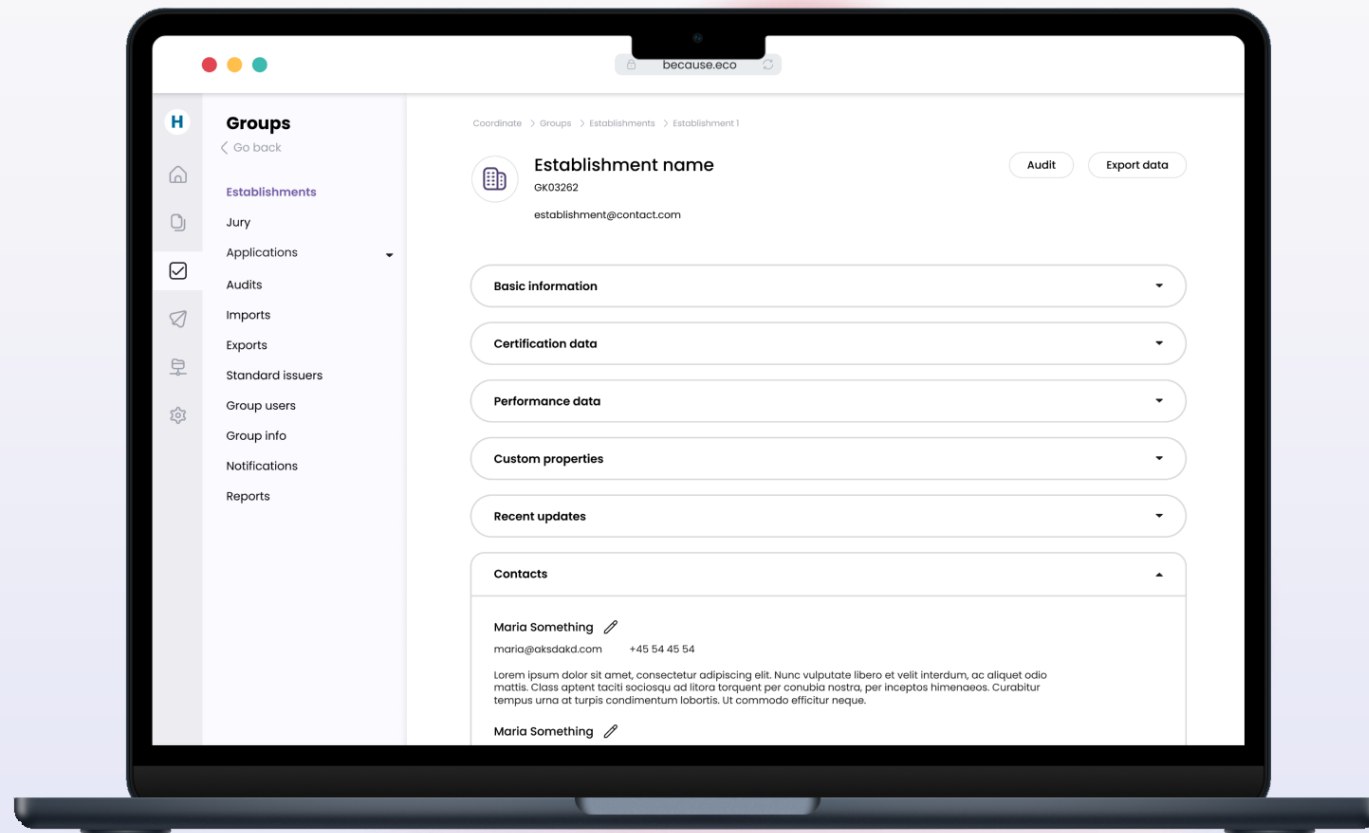 because.eco
H
Groups
Go back
Establishments
Jury
Applications
Audits
Imports
Exports
Standard issuers
Group users
Group info
Notifications
Reports
Coordinate > Groups > Establishments > Establishment 1
Establishment name
GK03262
establishment@contact.com
Audit
Export data
Basic information
Certification data
Performance data
Custom properties
Recent updates
Contacts
Maria Something
maria@aksdakd.com +45 54 45 54
Lorem ipsum dolor sit amet, consectetur adipiscing elit. Nunc vulputate libero et velit interdum, ac aliquet odio
mattis. Class aptent taciti sociosqu ad litora torquent per conubia nostra, per inceptos himenaeos. Curabitur
tempus urna at turpis condimentum lobortis. Ut commodo efficitur neque.
Maria Something